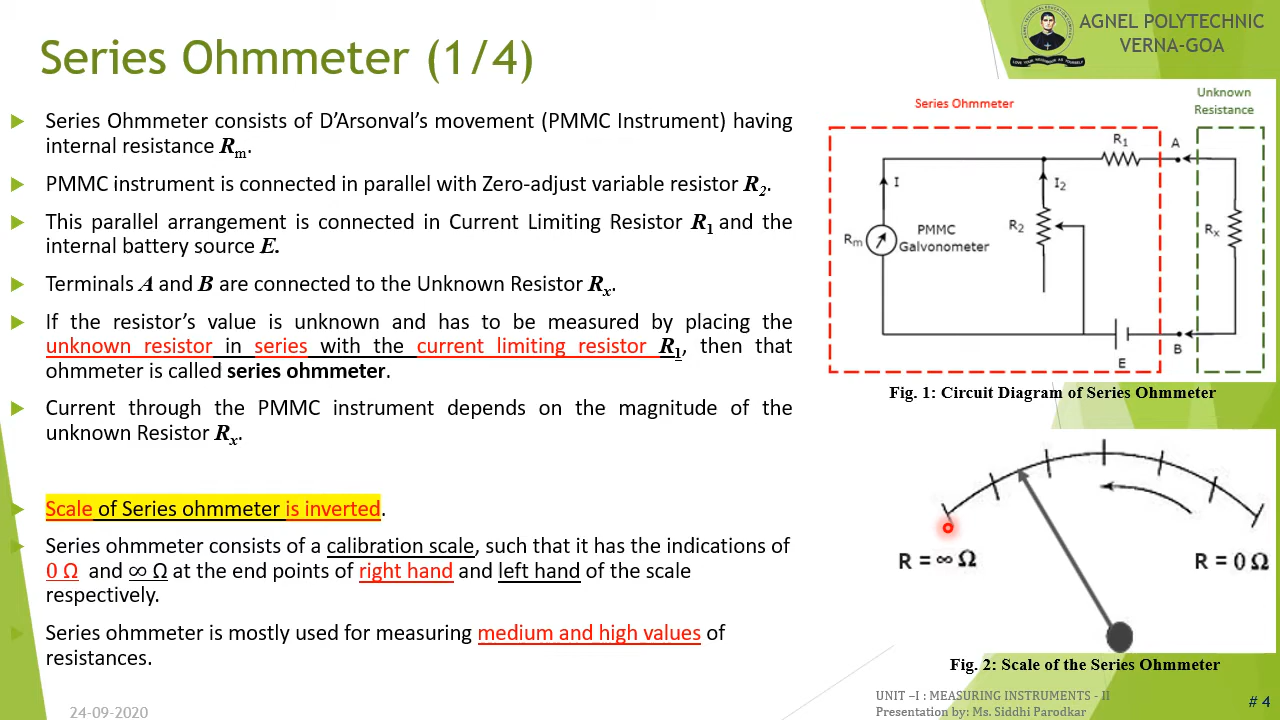 Series Ohmmeter (1/4)
AGNEL POLYTECHNIC
VERNA-GOA
Series Ohmmeter consists of D’Arsonval’s movement (PMMC Instrument) having
internal resistance Rm.
PMMC instrument is connected in parallel with Zero-adjust variable resistor R2.
This parallel arrangement is connected in Current Limiting Resistor R1 and the
internal battery source E.
Terminals A and B are connected to the Unknown Resistor Rx.
If the resistor’s value is unknown and has to be measured by placing the
unknown resistor in series with the current limiting resistor R1, then that
ohmmeter is called series ohmmeter.
Current through the PMMC instrument depends on the magnitude of the
unknown Resistor Rx.
Scale of Series ohmmeter is inverted.
Series ohmmeter consists of a calibration scale, such that it has the indications of
0 Ω and ∞ Ω at the end points of right hand and left hand of the scale
respectively.
Series ohmmeter is mostly used for measuring medium and high values of
resistances.
Series Ohmmeter
Unknown
Resistance
R1
A
I
I2
Rm
PMMC
Galvonometer
R2
Rx
E
B
Fig. 1: Circuit Diagram of Series Ohmmeter
R = ∞ Ω
R = 0 Ω
Fig. 2: Scale of the Series Ohmmeter
24-09-2020
UNIT –I : MEASURING INSTRUMENTS - II
Presentation by: Ms. Siddhi Parodkar
# 4